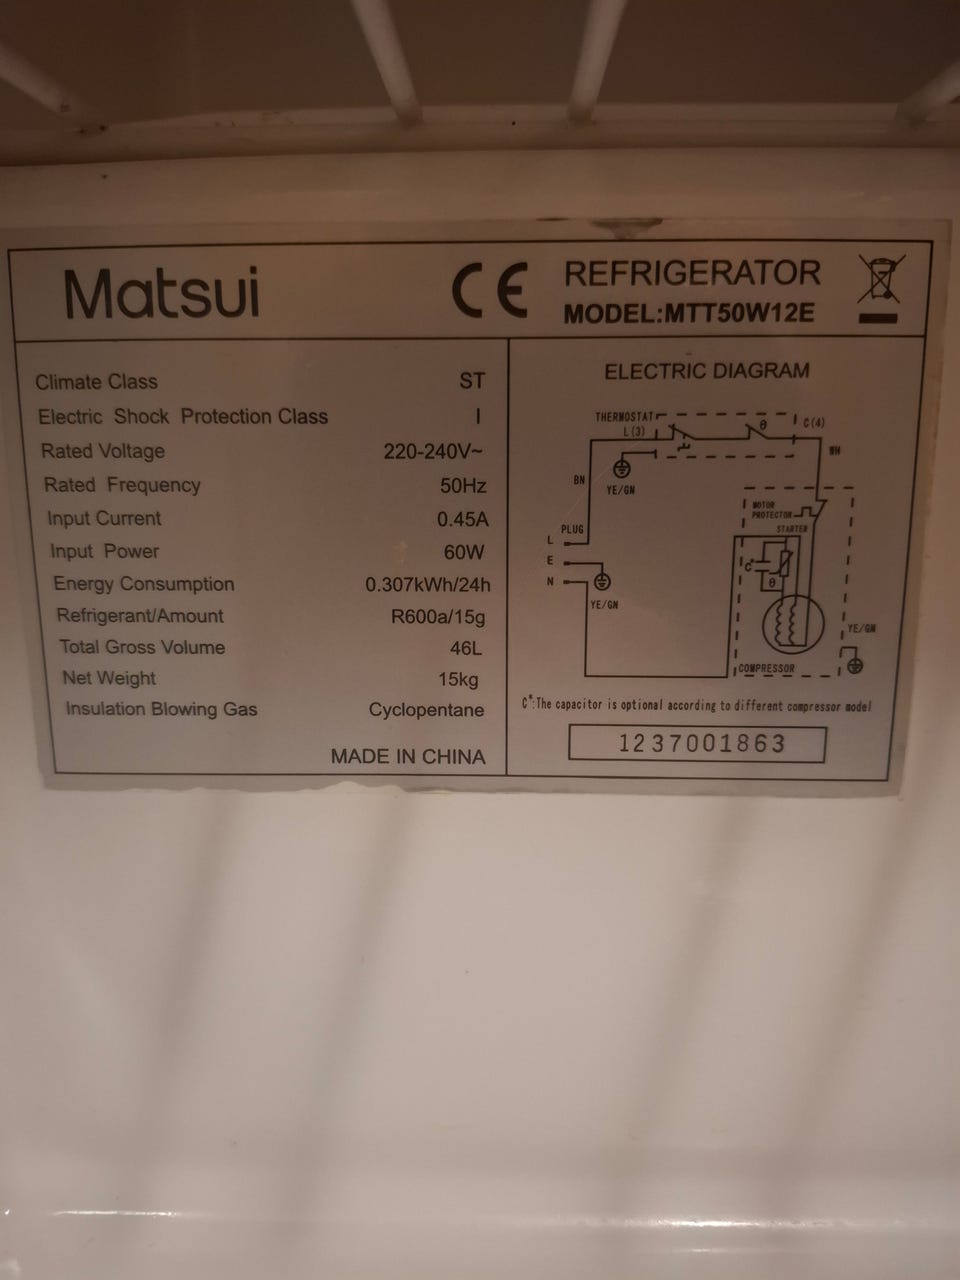 Matsui
CE
REFRIGERATOR
MODEL:MTT50W12E
Climate Class ST
Electric Shock Protection Class I
Rated Voltage 220-240V~
Rated Frequency 50Hz
Input Current 0.45A
Input Power 60W
Energy Consumption 0.307kWh/24h
Refrigerant/Amount R600a/15g
Total Gross Volume 46L
Net Weight 15kg
Insulation Blowing Gas Cyclopentane
MADE IN CHINA
ELECTRIC DIAGRAM
THERMOSTAT
L(3)
θ
C(4)
WH
BN
YE/GN
MOTOR
PROTECTOR
STARTER
PLUG
L
E
N
C*
θ
YE/GN
YE/GN
COMPRESSOR
C*:The capacitor is optional according to different compressor model
1237001863